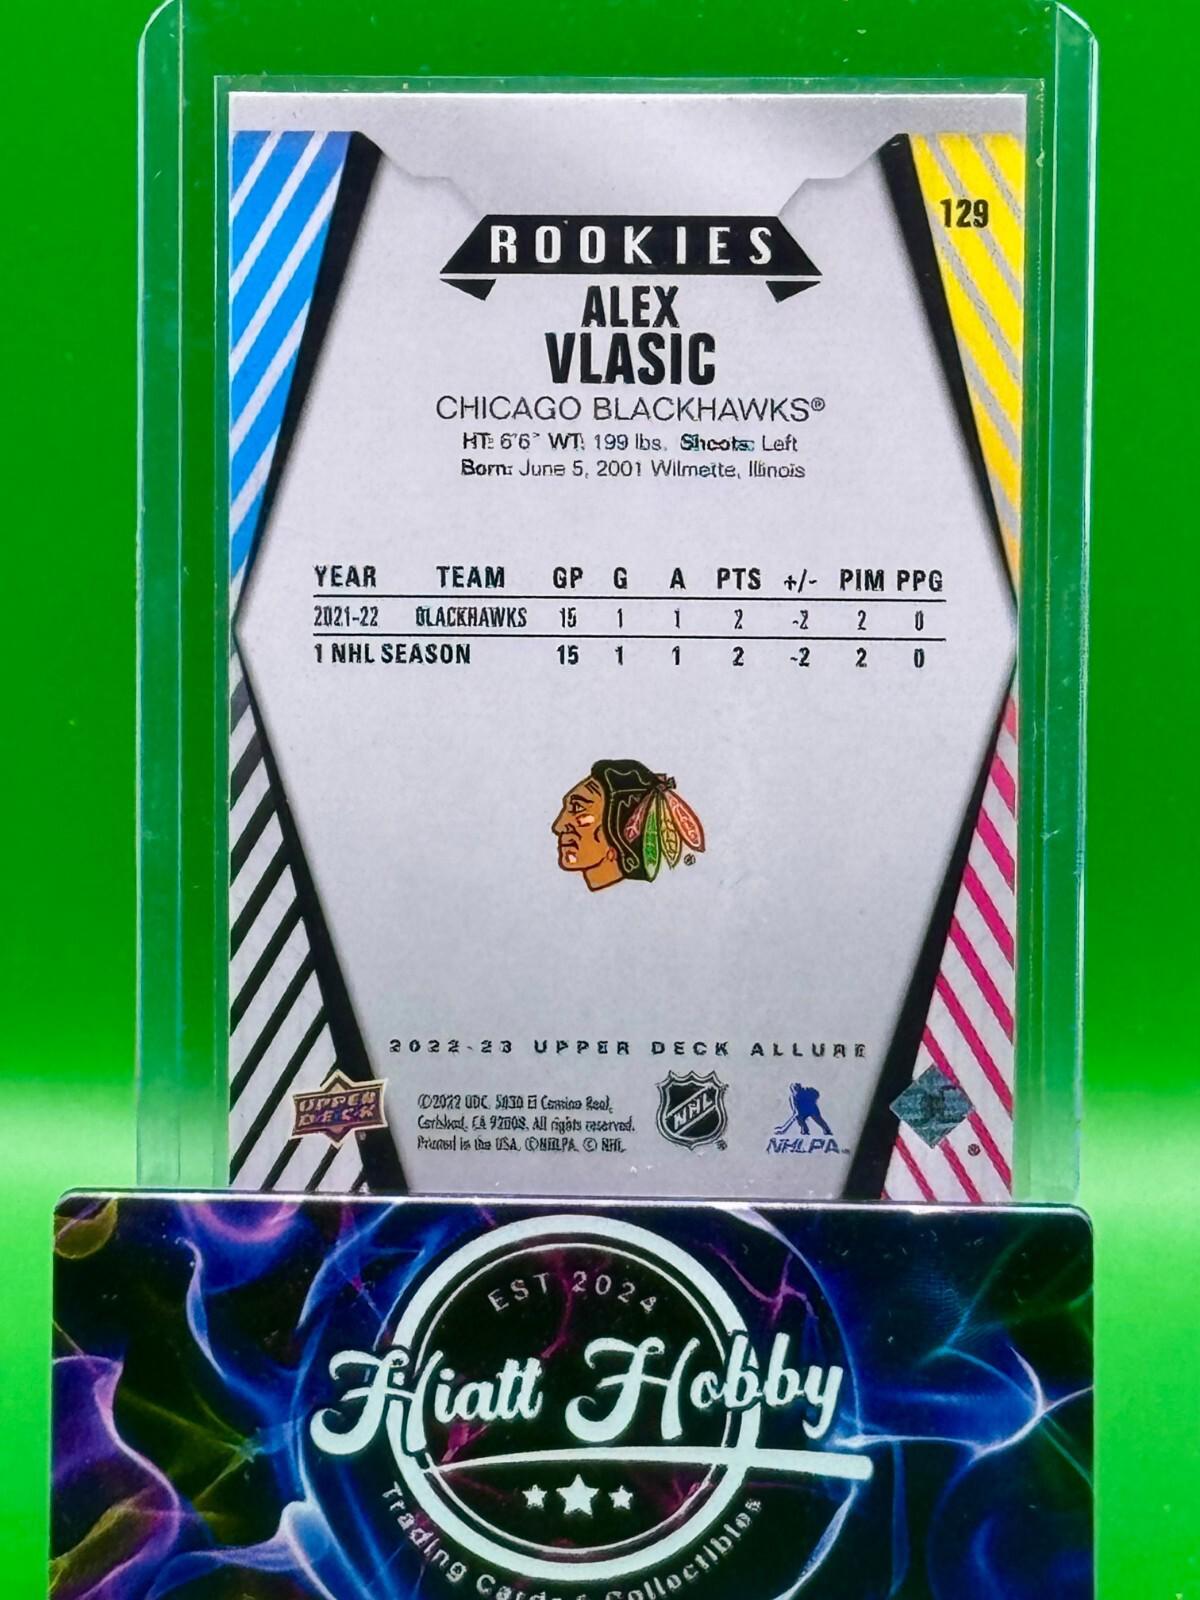 129
ROOKIES
ALEX
VLASIC
CHICAGO BLACKHAWKS®
HT: 6'6" WT: 199 lbs. Shoots: Left
Born: June 5, 2001 Wilmette, Illinois
YEAR TEAM GP G A PTS +/- PIM PPG
2021-22 BLACKHAWKS 15 1 1 2 -2 2 0
1 NHL SEASON 15 1 1 2 -2 2 0
®
2022-23 UPPER DECK ALLURE
UPPER
DECK
®
©2022 UDC, 5830 El Camino Real,
Carlsbad, CA 92008. All rights reserved.
Printed in the USA. ©NHLPA. © NHL.
NHL
NHLPA
®
EST 2024
Hiatt Hobby
Trading Cards & Collectibles